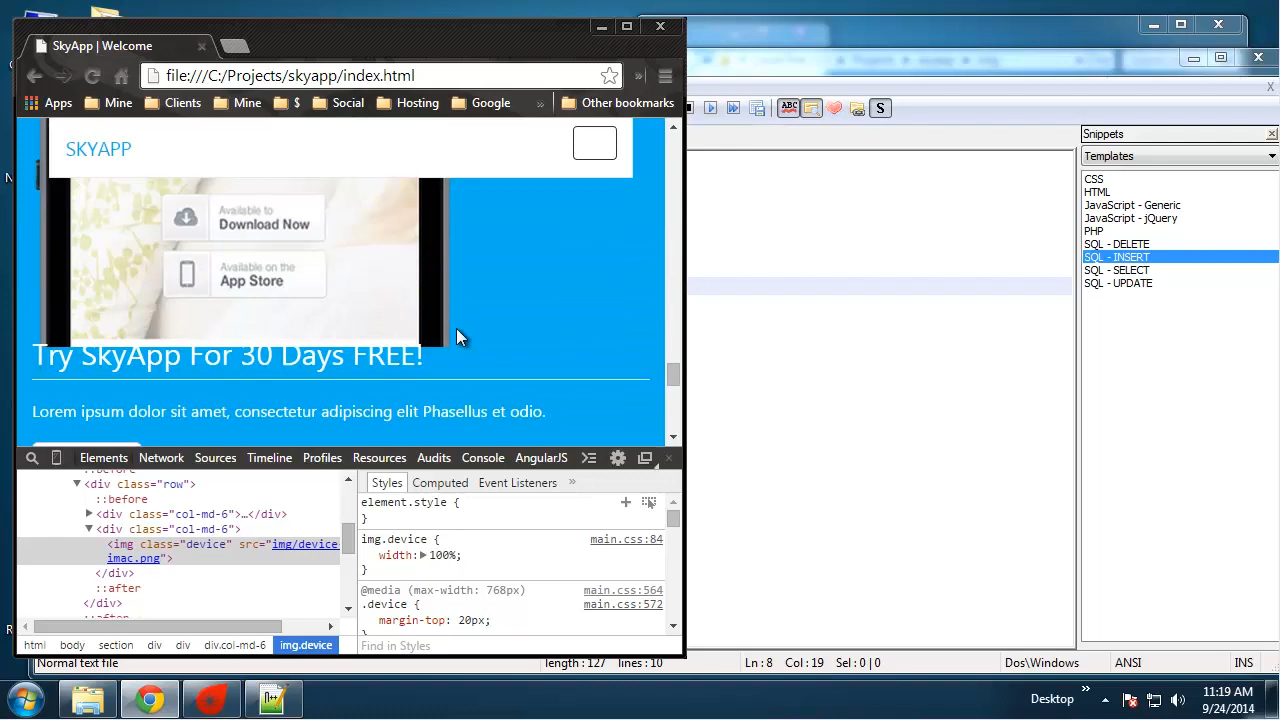 SkyApp | Welcome
file:///C:/Projects/skyapp/index.html
»
Apps Mine Clients Mine $ Social Hosting Google » Other bookmarks
SKYAPP
Available to
Download Now
Available on the
App Store
Try SkyApp For 30 Days FREE!
Lorem ipsum dolor sit amet, consectetur adipiscing elit Phasellus et odio.
Elements Network Sources Timeline Profiles Resources Audits Console AngularJS
::before
<div class="row">
::before
<div class="col-md-6">…</div>
<div class="col-md-6">
<img class="device" src="img/device-
imac.png">
</div>
::after
</div>
::after
html body section div div div.col-md-6 img.device
Styles Computed Event Listeners »
element.style {
}
img.device { main.css:84
width: 100%;
}
@media (max-width: 768px) main.css:564
.device { main.css:572
margin-top: 20px;
}
Find in Styles
ABC S
X
Snippets
Templates
CSS
HTML
JavaScript - Generic
JavaScript - jQuery
PHP
SQL - DELETE
SQL - INSERT
SQL - SELECT
SQL - UPDATE
Normal text file length : 127 lines : 10 Ln : 8 Col : 19 Sel : 0 | 0 Dos\Windows ANSI INS
Desktop »
11:19 AM
9/24/2014